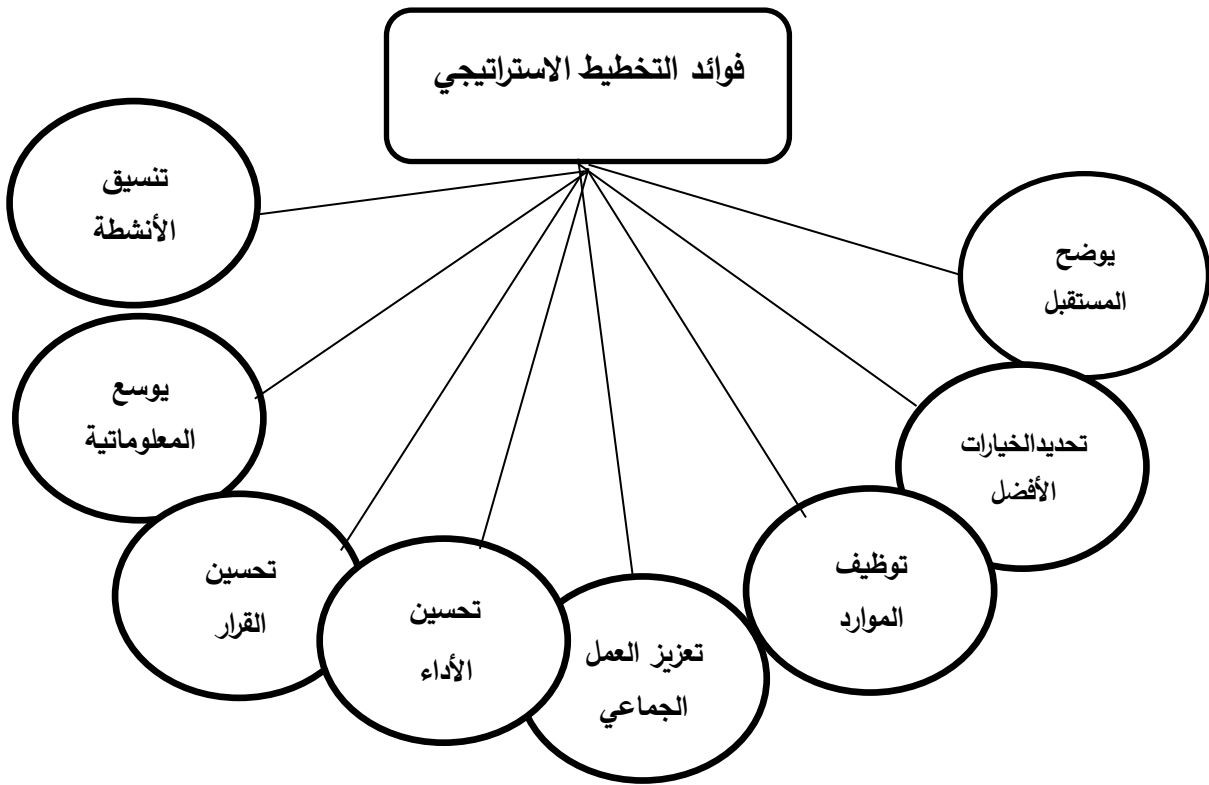 فوائد التخطيط الاستراتيجي
يوضح
المستقبل
تحديدالخيارات
الأفضل
توظيف
الموارد
تعزيز العمل
الجماعي
تحسين
الأداء
تحسين
القرار
يوسع
المعلوماتية
تنسيق
الأنشطة